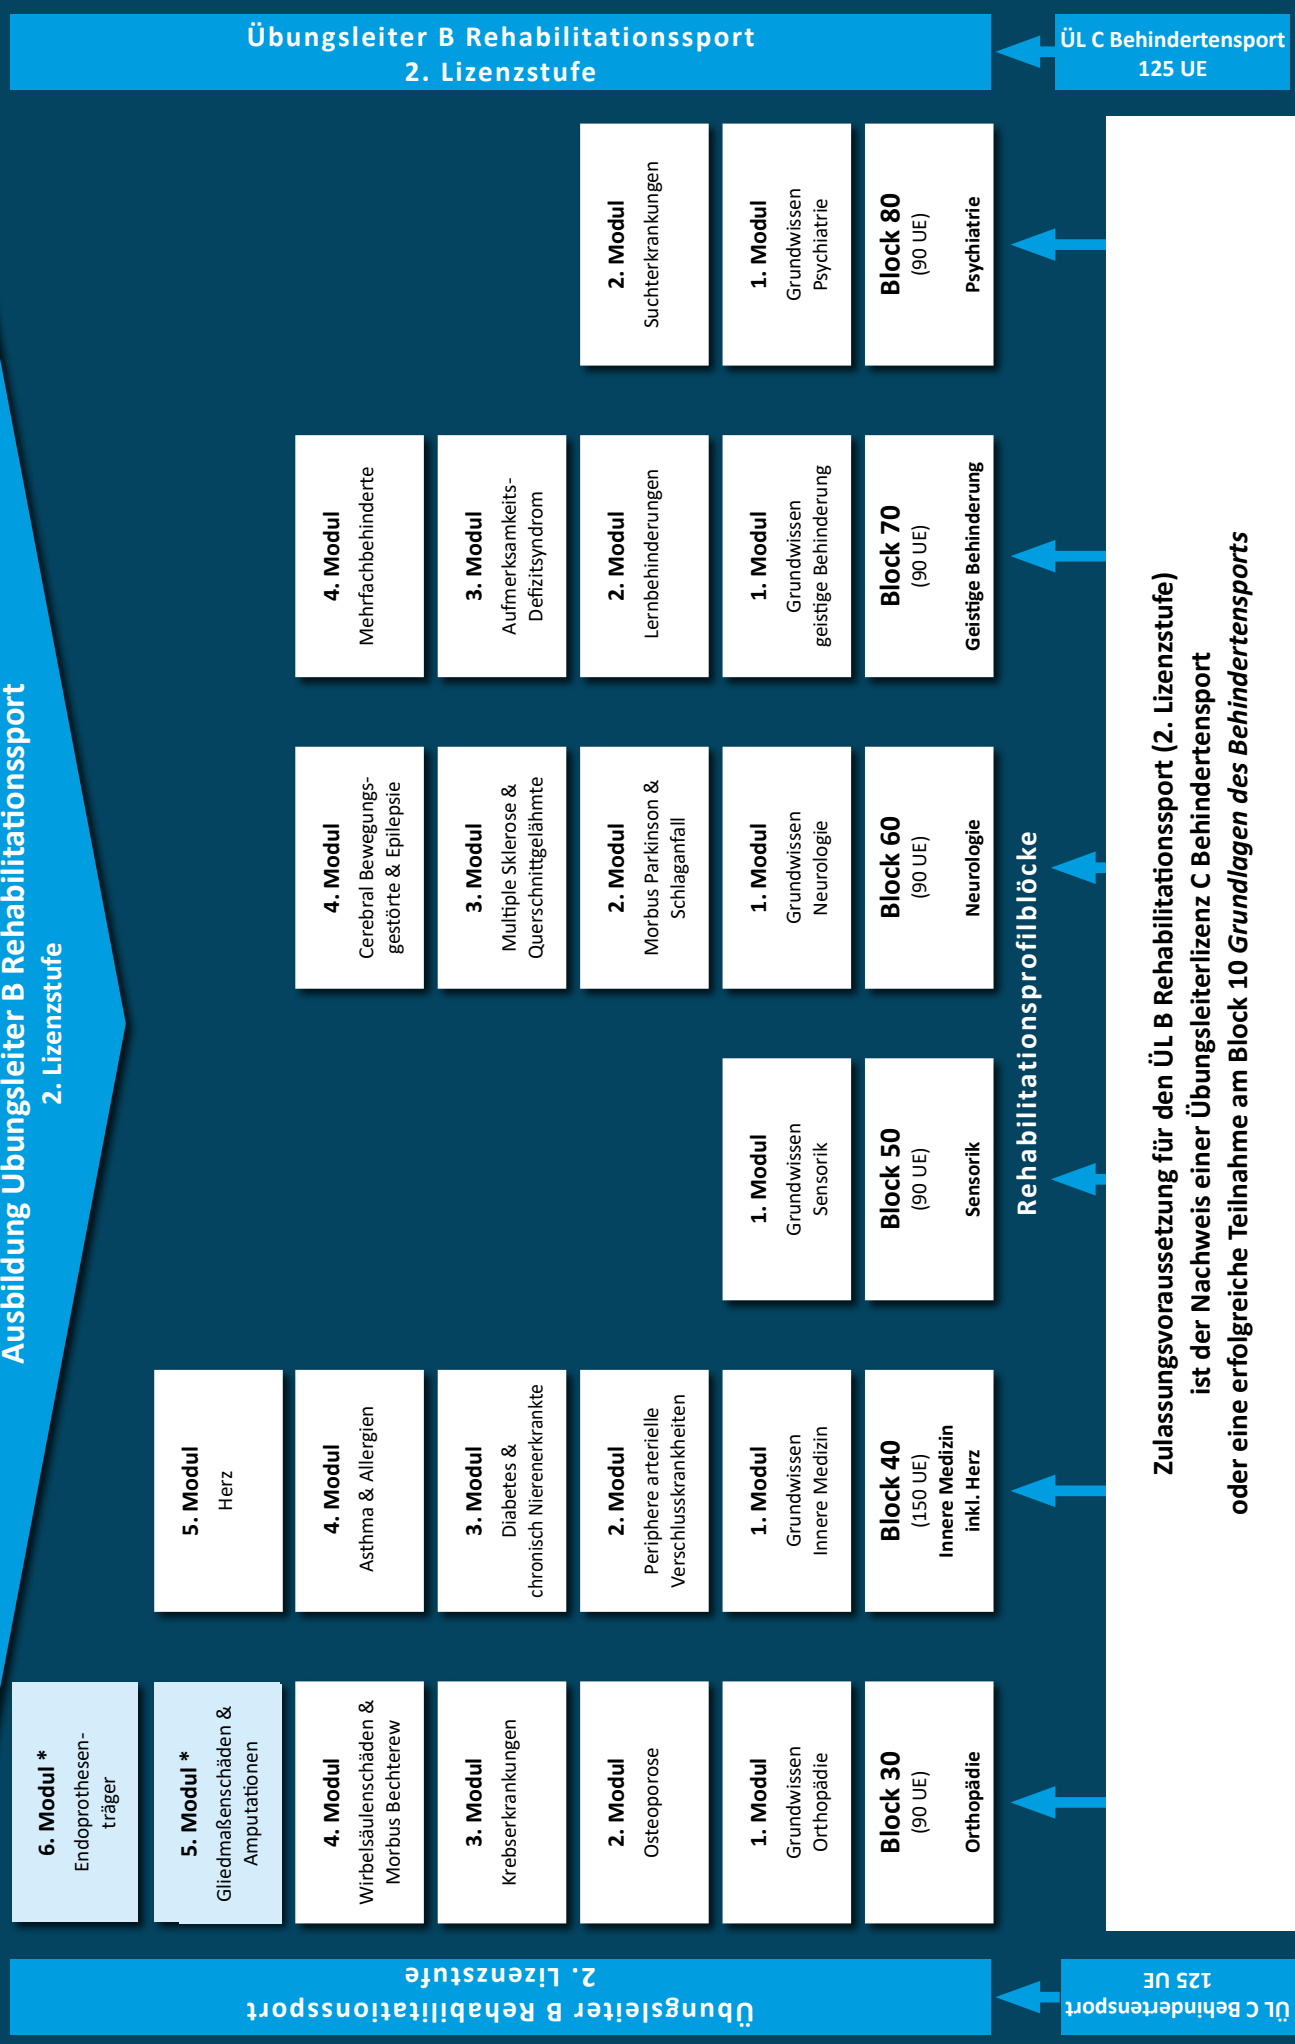 Ausbildung Übungsleiter B Rehabilitationssport
2. Lizenzstufe
Übungsleiter B Rehabilitationssport
2. Lizenzstufe
ÜL C Behindertensport
125 UE
6. Modul *
Endoprothesen-
träger
5. Modul *
Gliedmaßenschäden &
Amputationen
4. Modul
Wirbelsäulenschäden &
Morbus Bechterew
3. Modul
Krebserkrankungen
2. Modul
Osteoporose
1. Modul
Grundwissen
Orthopädie
Block 30
(90 UE)
Orthopädie
5. Modul
Herz
4. Modul
Asthma & Allergien
3. Modul
Diabetes &
chronisch Nierenerkrankte
2. Modul
Periphere arterielle
Verschlusskrankheiten
1. Modul
Grundwissen
Innere Medizin
Block 40
(150 UE)
Innere Medizin
inkl. Herz
1. Modul
Grundwissen
Sensorik
Block 50
(90 UE)
Sensorik
4. Modul
Cerebral Bewegungs-
gestörte & Epilepsie
3. Modul
Multiple Sklerose &
Querschnittgelähmte
2. Modul
Morbus Parkinson &
Schlaganfall
1. Modul
Grundwissen
Neurologie
Block 60
(90 UE)
Neurologie
4. Modul
Mehrfachbehinderte
3. Modul
Aufmerksamkeits-
Defizitsyndrom
2. Modul
Lernbehinderungen
1. Modul
Grundwissen
geistige Behinderung
Block 70
(90 UE)
Geistige Behinderung
2. Modul
Suchterkrankungen
1. Modul
Grundwissen
Psychiatrie
Block 80
(90 UE)
Psychiatrie
Übungsleiter B Rehabilitationssport
2. Lizenzstufe
ÜL C Behindertensport
125 UE
Rehabilitationsprofilblöcke
Zulassungsvoraussetzung für den ÜL B Rehabilitationssport (2. Lizenzstufe)
ist der Nachweis einer Übungsleiterlizenz C Behindertensport
oder eine erfolgreiche Teilnahme am Block 10 Grundlagen des Behindertensports